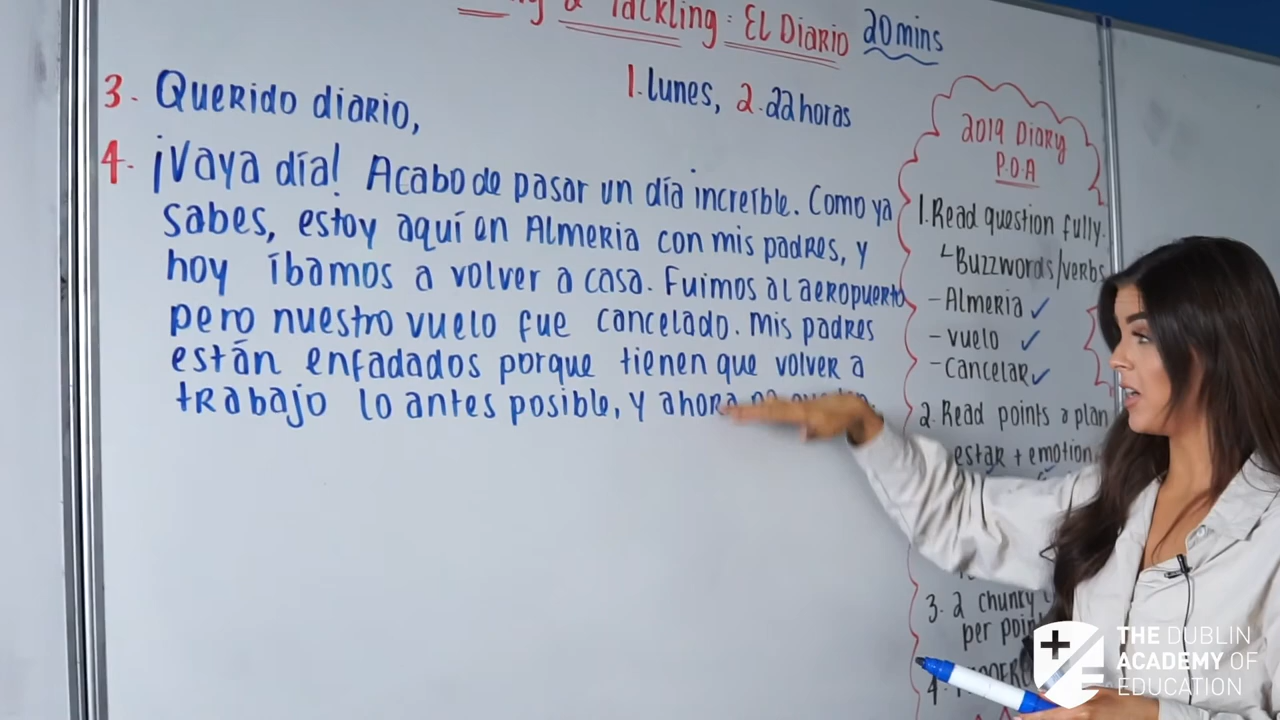 & Tackling: El Diario 20 mins
1. lunes, 2. 22 horas
3. Querido diario,
4. ¡Vaya día! Acabo de pasar un día increíble. Como ya
sabes, estoy aquí en Almeria con mis padres, y
hoy íbamos a volver a casa. Fuimos al aeropuerto
pero nuestro vuelo fue cancelado. Mis padres
están enfadados porque tienen que volver a
trabajo lo antes posible, y ahora no
2019 Diary
P.O.A
1. Read question fully.
Buzzwords/verbs
- Almeria ✓
- vuelo ✓
- Cancelar ✓
2. Read points & plan
estar + emotion
3. 2 chunky
per point
4.
THE DUBLIN
ACADEMY OF
EDUCATION